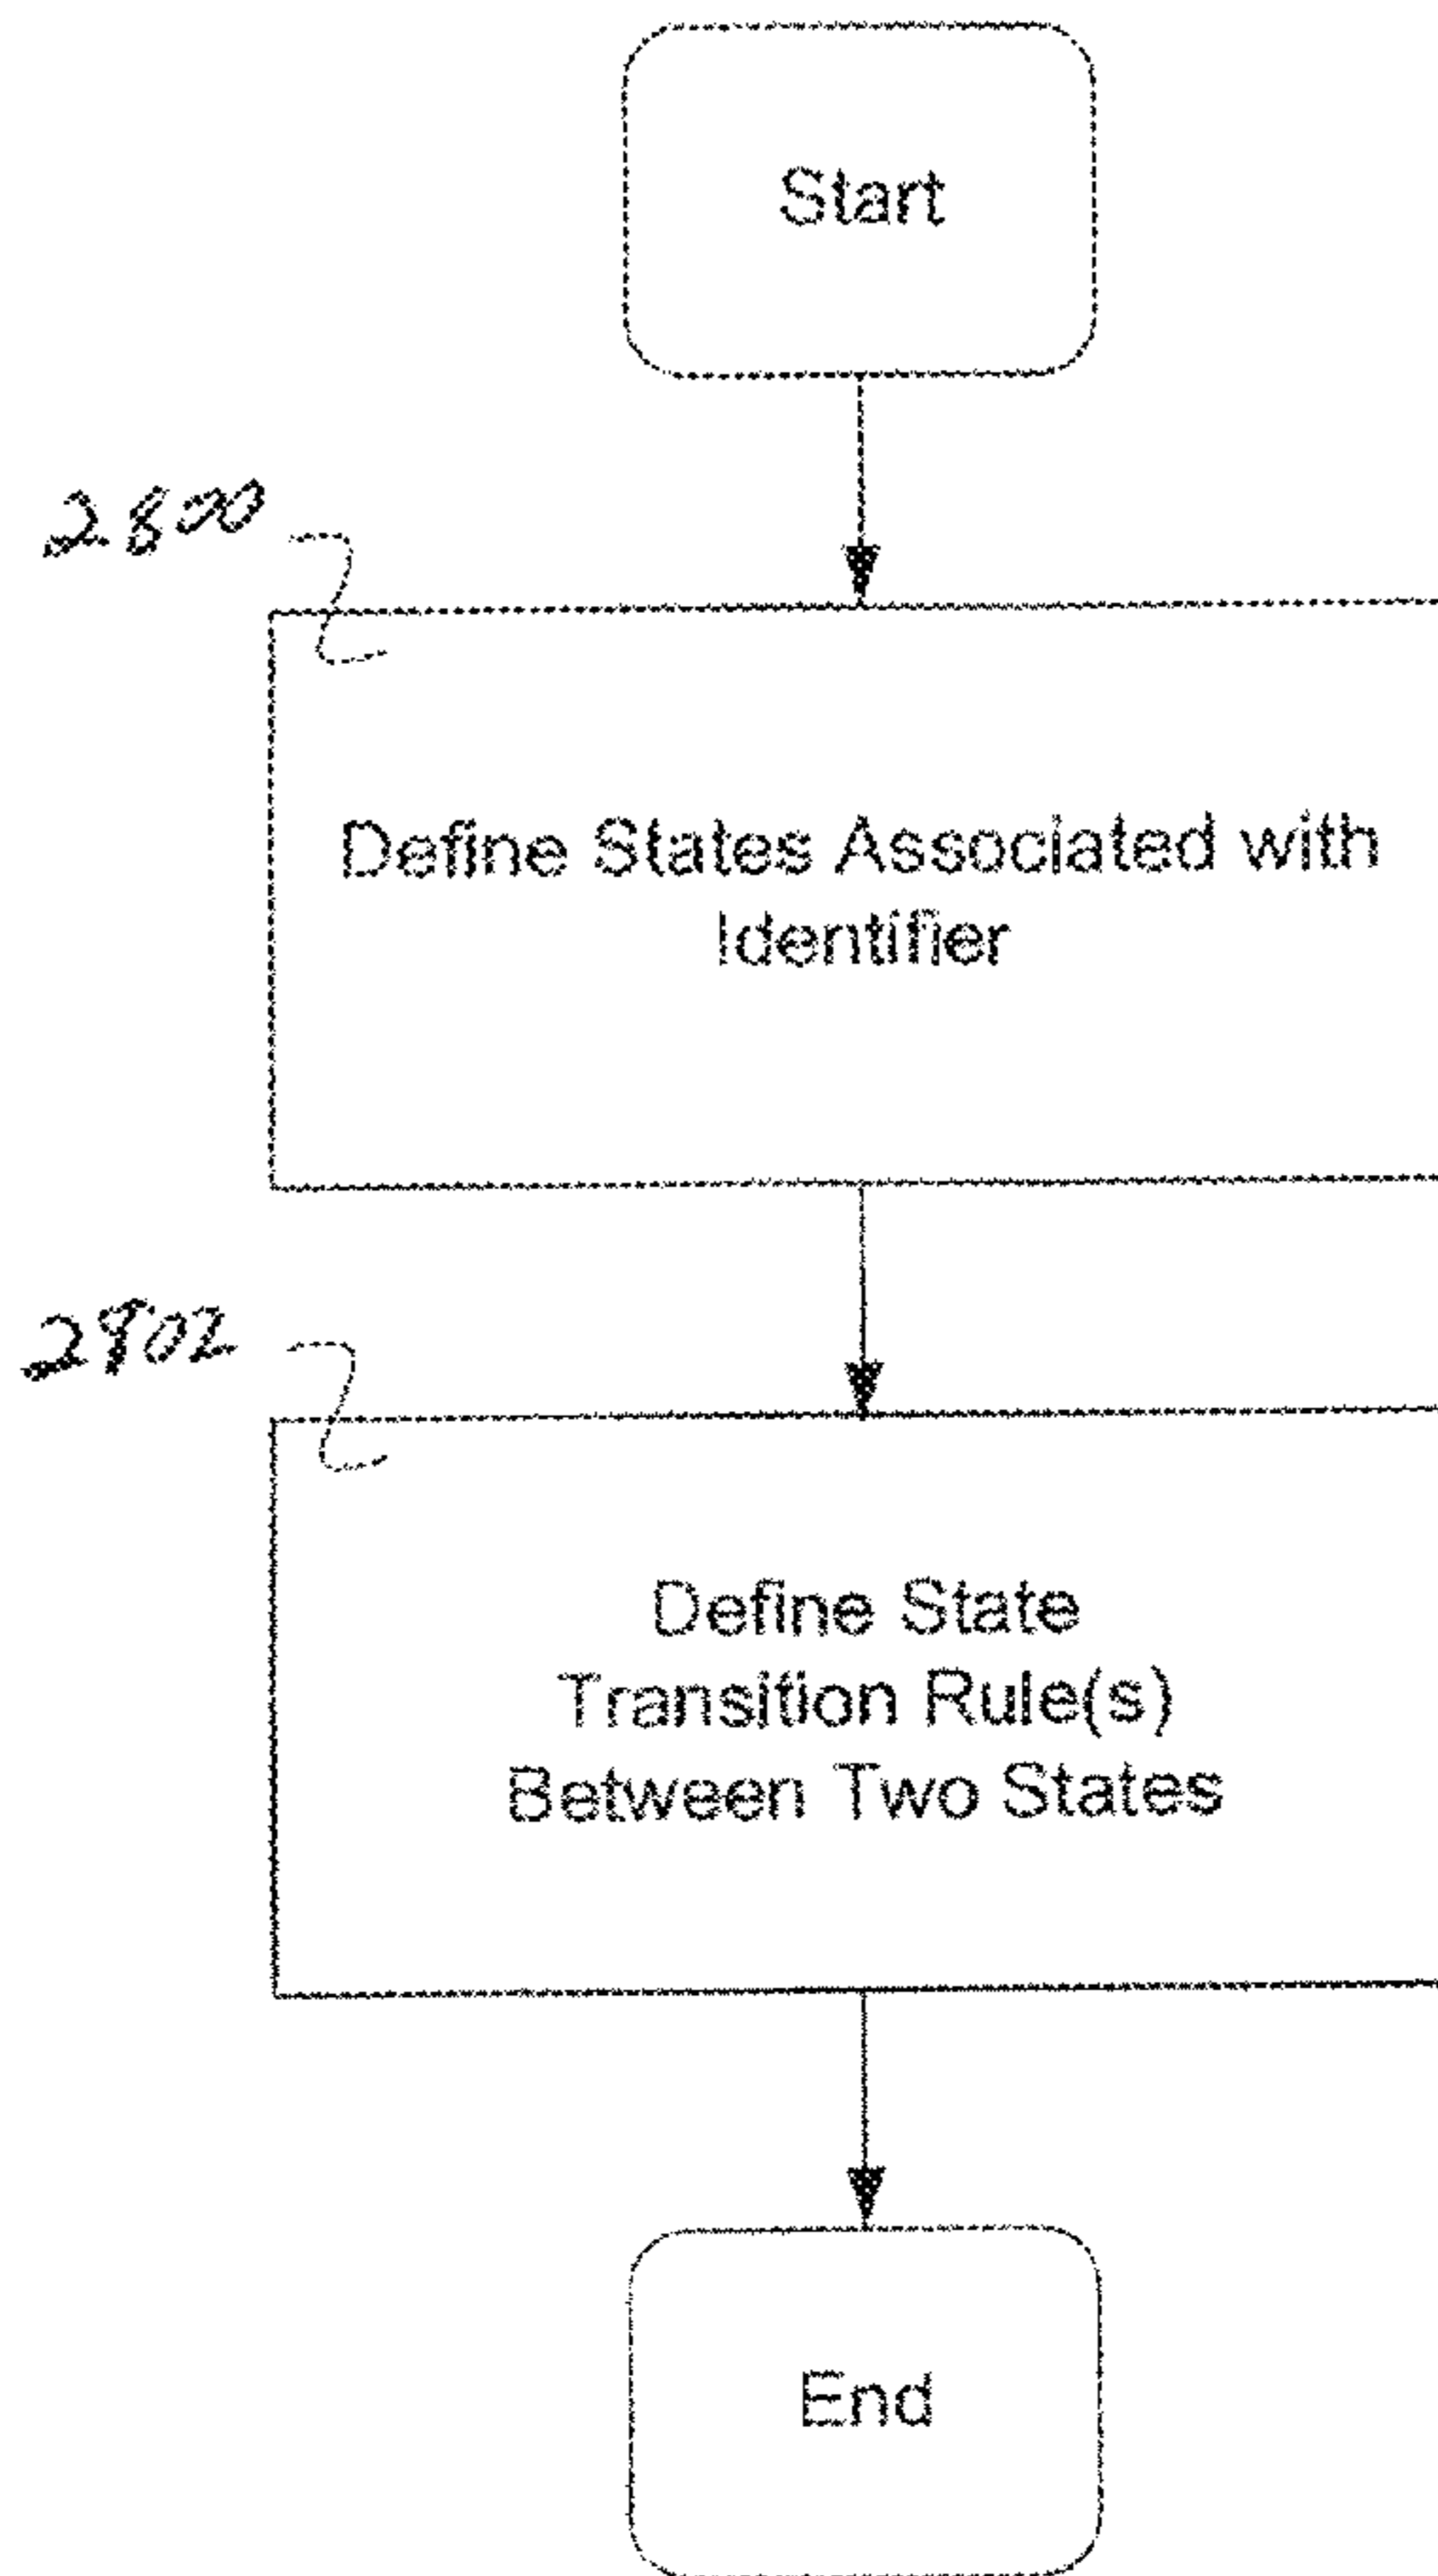 Start
2800
Define States Associated with
Identifier
2802
Define State
Transition Rule(s)
Between Two States
End